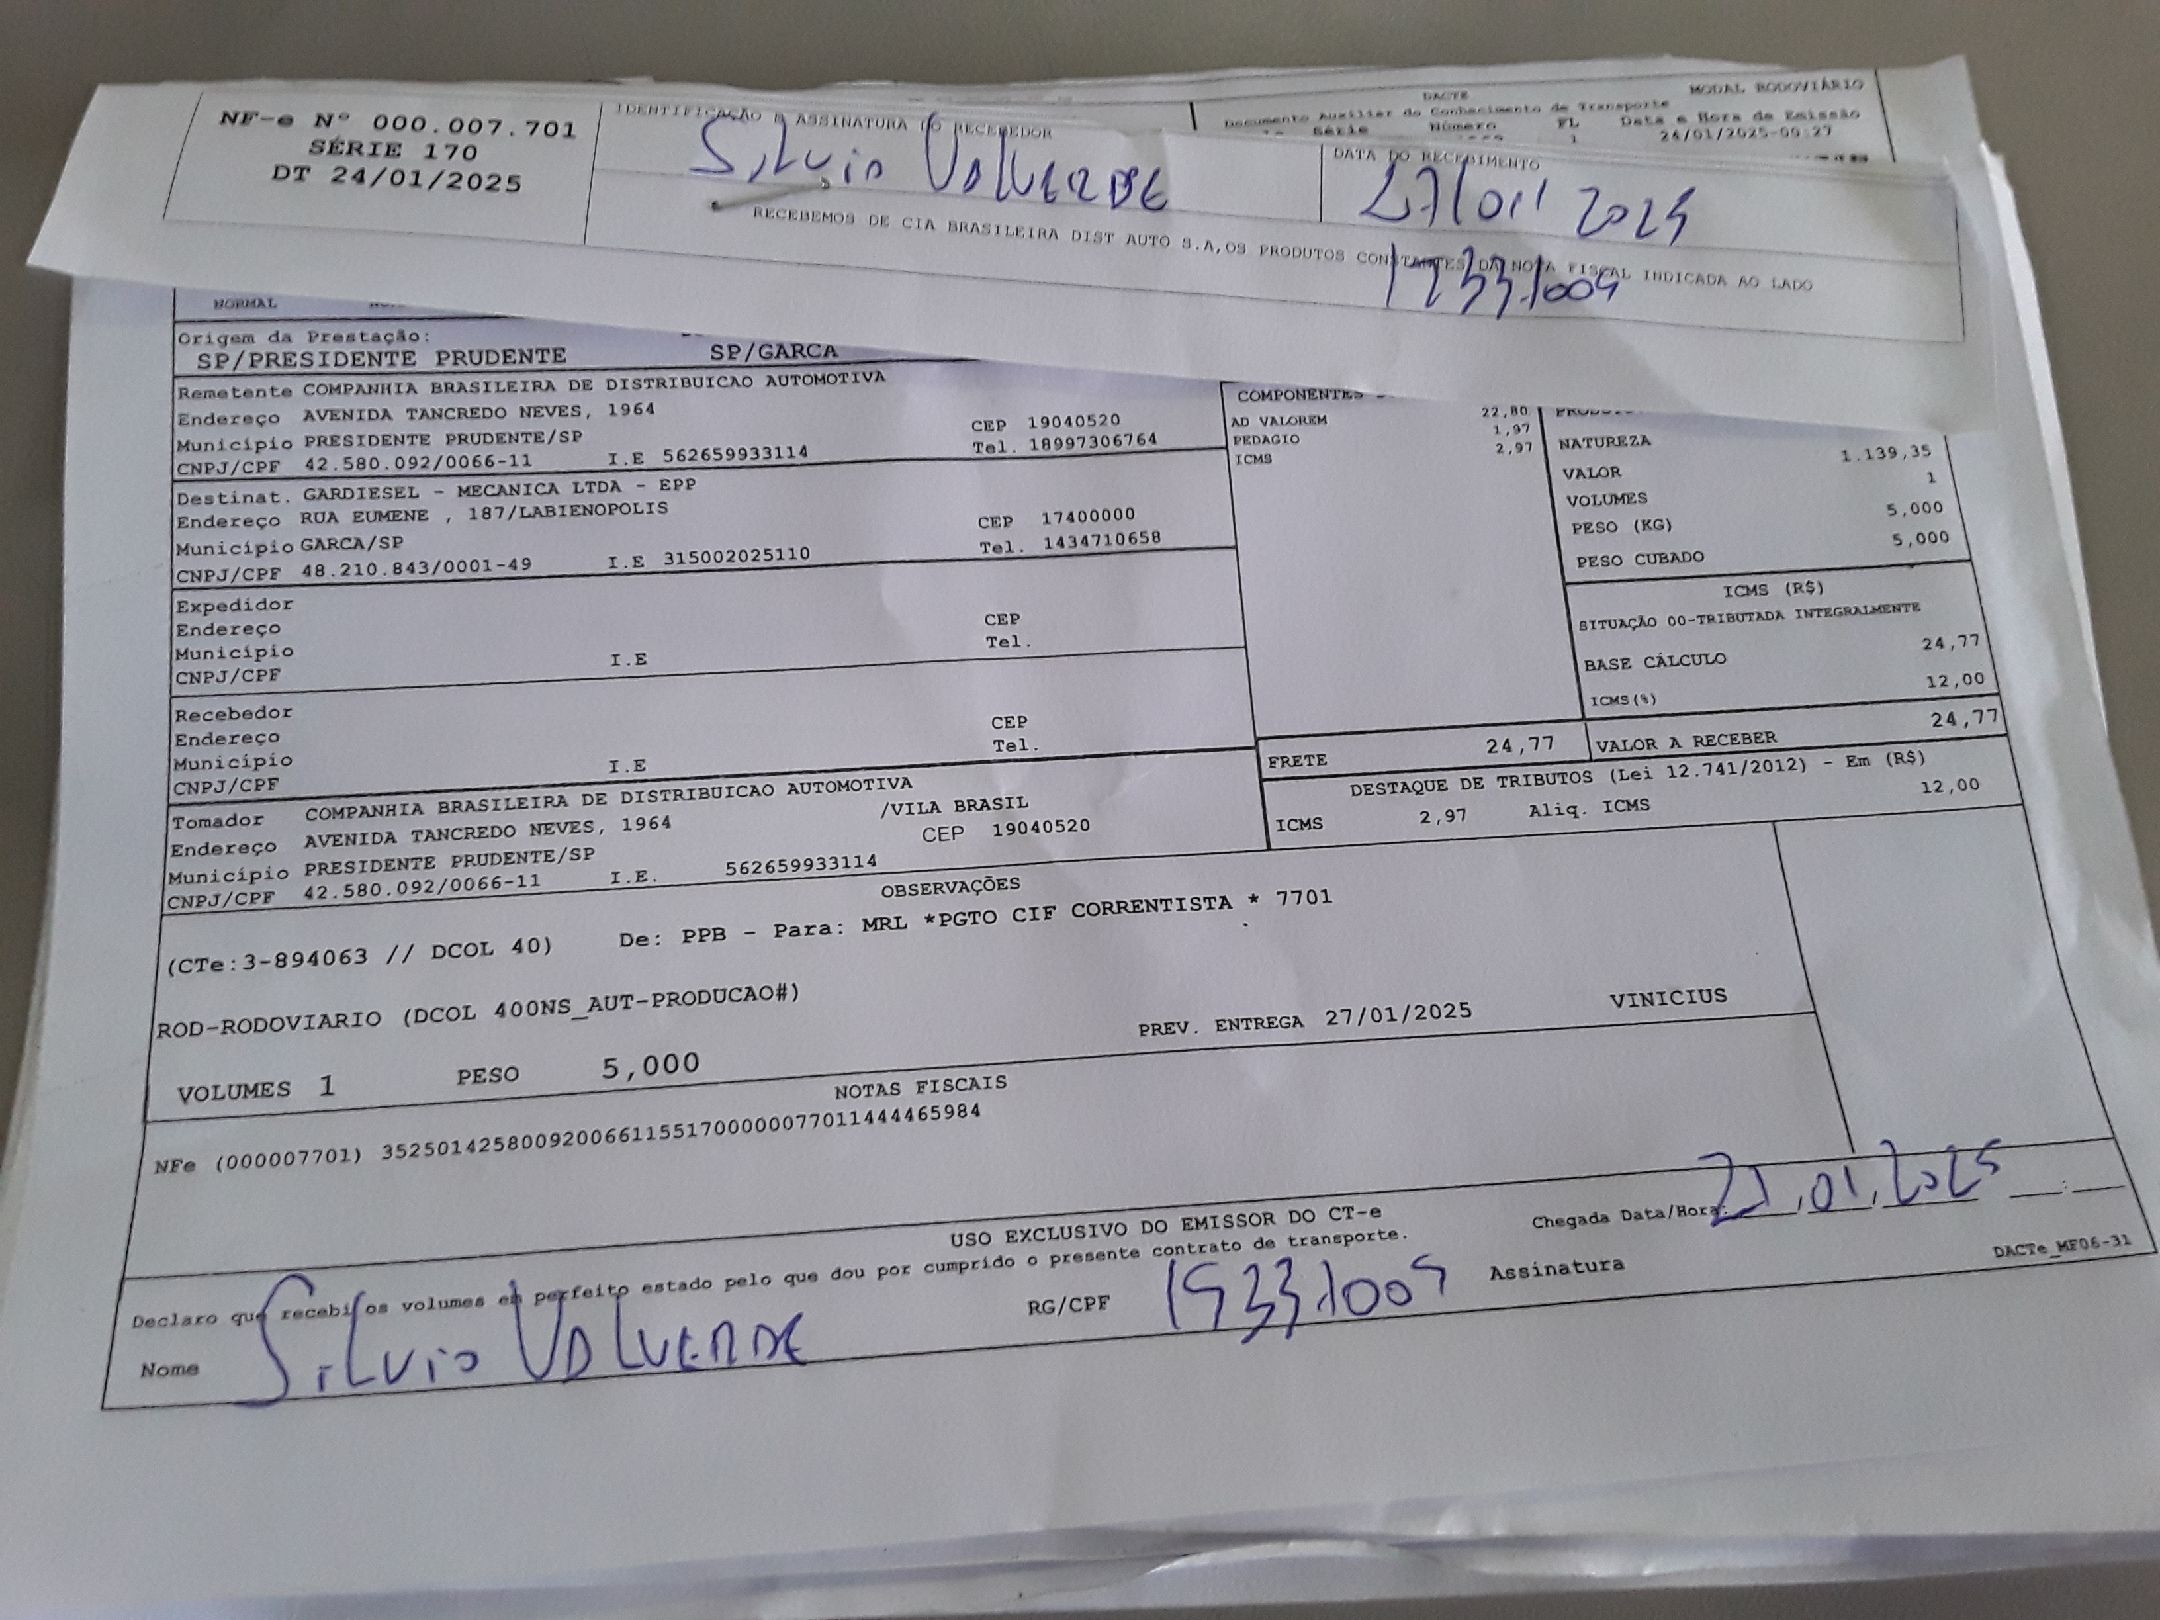 NF-e Nº 000.007.701
SÉRIE 170
DT 24/01/2025
IDENTIFICAÇÃO E ASSINATURA DO RECEBEDOR
Silvio Valverde
DATA DO RECEBIMENTO
27/01/2025
RECEBEMOS DE CIA BRASILEIRA DIST AUTO S.A,OS PRODUTOS CONSTANTES DA NOTA FISCAL INDICADA AO LADO
19331009
DACTE
MODAL RODOVIÁRIO
Documento Auxiliar do Conhecimento de Transporte
Série Número FL Data e Hora de Emissão
1 24/01/2025-00:27
NORMAL
Origem da Prestação:
SP/PRESIDENTE PRUDENTE SP/GARCA
Remetente COMPANHIA BRASILEIRA DE DISTRIBUICAO AUTOMOTIVA
Endereço AVENIDA TANCREDO NEVES, 1964 CEP 19040520
Município PRESIDENTE PRUDENTE/SP Tel. 18997306764
CNPJ/CPF 42.580.092/0066-11 I.E 562659933114
Destinat. GARDIESEL - MECANICA LTDA - EPP
Endereço RUA EUMENE , 187/LABIENOPOLIS CEP 17400000
Município GARCA/SP Tel. 1434710658
CNPJ/CPF 48.210.843/0001-49 I.E 315002025110
Expedidor
Endereço CEP
Município Tel.
CNPJ/CPF I.E
Recebedor
Endereço CEP
Município Tel.
CNPJ/CPF I.E
Tomador COMPANHIA BRASILEIRA DE DISTRIBUICAO AUTOMOTIVA
Endereço AVENIDA TANCREDO NEVES, 1964 /VILA BRASIL
Município PRESIDENTE PRUDENTE/SP CEP 19040520
CNPJ/CPF 42.580.092/0066-11 I.E. 562659933114
COMPONENTES
22,80
AD VALOREM 1,97
PEDAGIO 2,97
ICMS
NATUREZA
VALOR 1.139,35
VOLUMES 1
PESO (KG) 5,000
PESO CUBADO 5,000
ICMS (R$)
SITUAÇÃO 00-TRIBUTADA INTEGRALMENTE
BASE CÁLCULO 24,77
ICMS(%) 12,00
FRETE 24,77 VALOR A RECEBER 24,77
DESTAQUE DE TRIBUTOS (Lei 12.741/2012) - Em (R$)
ICMS 2,97 Aliq. ICMS 12,00
OBSERVAÇÕES
(CTe:3-894063 // DCOL 40) De: PPB - Para: MRL *PGTO CIF CORRENTISTA * 7701
ROD-RODOVIARIO (DCOL 400NS_AUT-PRODUCAO#)
PREV. ENTREGA 27/01/2025 VINICIUS
VOLUMES 1 PESO 5,000
NOTAS FISCAIS
NFe (000007701) 35250142580092006611551700000077011444465984
USO EXCLUSIVO DO EMISSOR DO CT-e
Chegada Data/Hora: 27,01,2025 __:__
Declaro que recebi os volumes em perfeito estado pelo que dou por cumprido o presente contrato de transporte.
Nome Silvio Valverde RG/CPF 19331009 Assinatura
DACTe_MF06-31